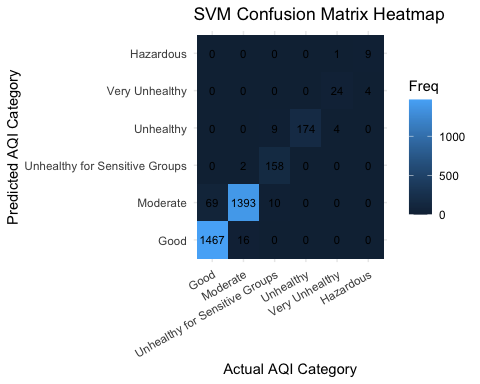 SVM Confusion Matrix Heatmap
Predicted AQI Category
Hazardous 0 0 0 0 1 9
Very Unhealthy 0 0 0 0 24 4
Unhealthy 0 0 9 174 4 0
Unhealthy for Sensitive Groups 0 2 158 0 0 0
Moderate 69 1393 10 0 0 0
Good 1467 16 0 0 0 0
Good
Moderate
Unhealthy for Sensitive Groups
Unhealthy
Very Unhealthy
Hazardous
Actual AQI Category
Freq
1000
500
0